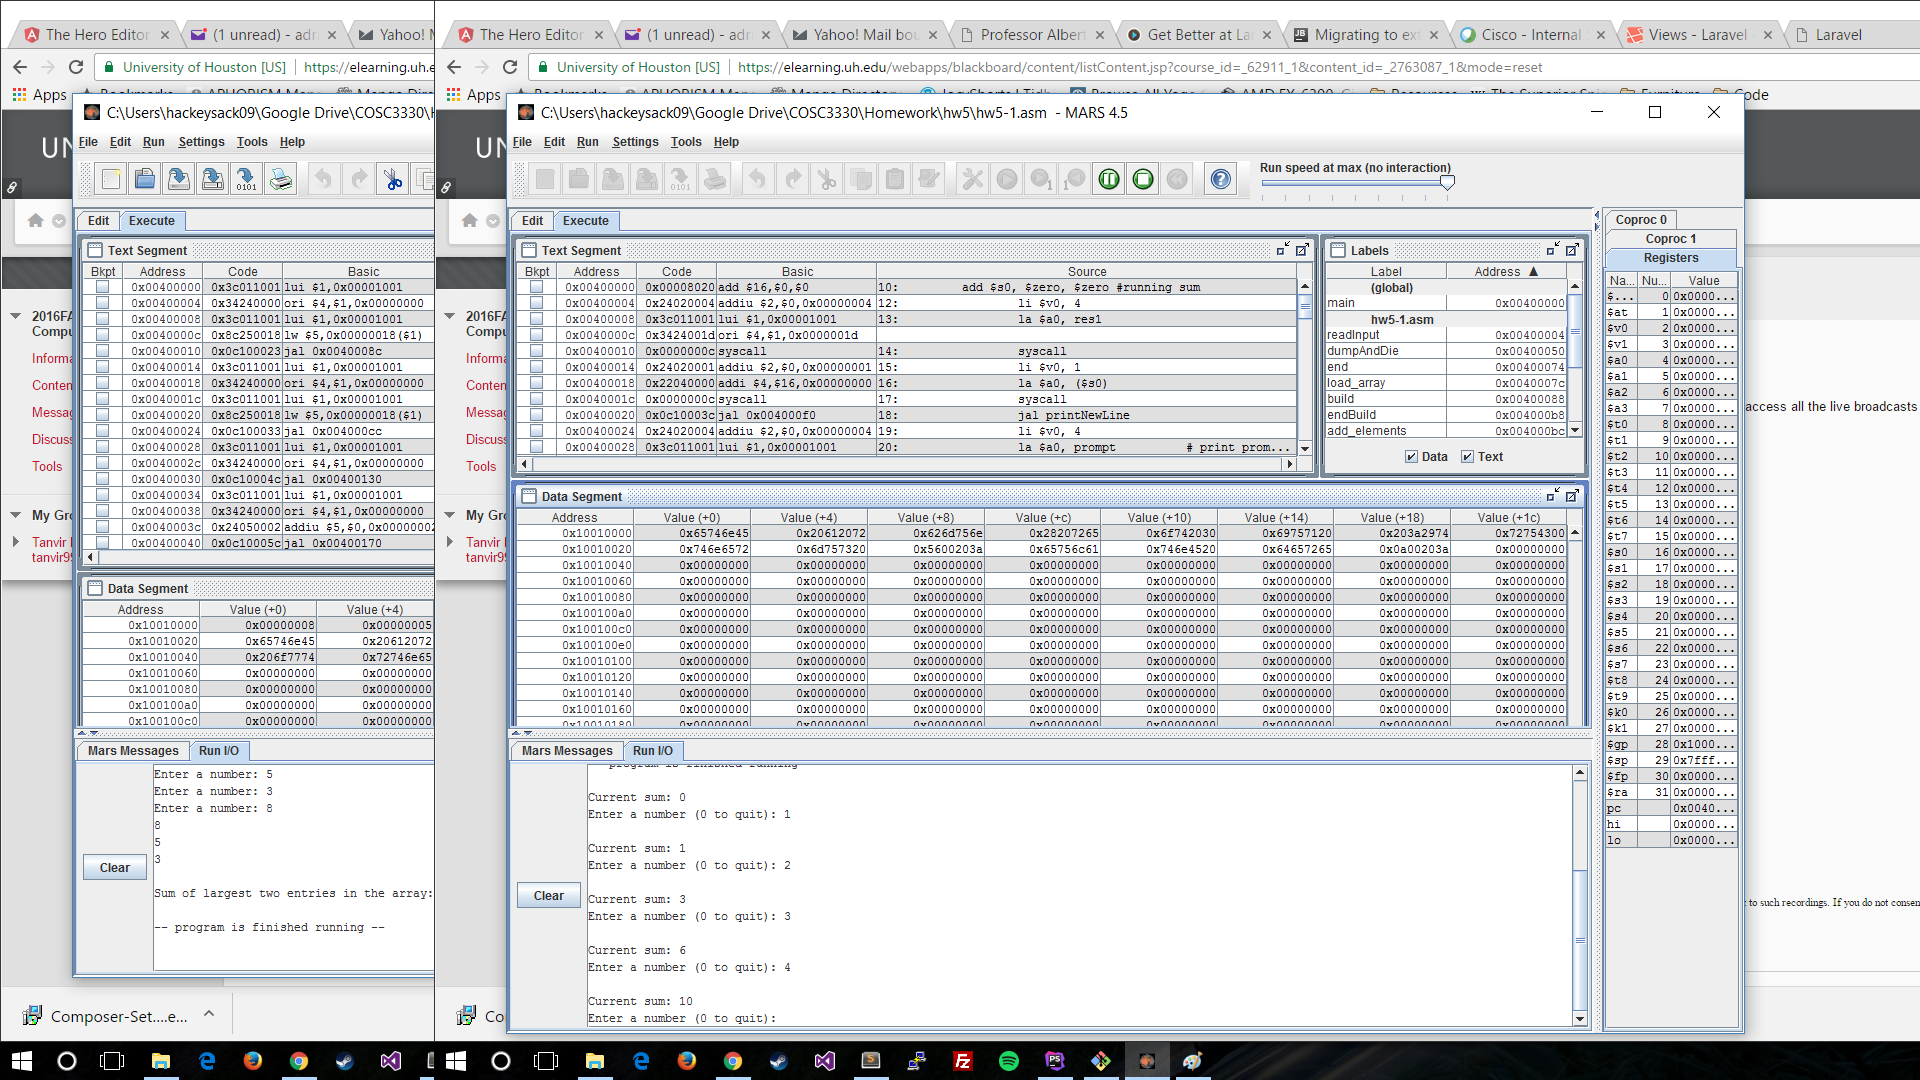 The Hero Editor
(1 unread) - adr
Yahoo! M
The Hero Editor
(1 unread) - adm
Yahoo! Mail bou
Professor Albert
Get Better at La
Migrating to ext
Cisco - Internal
Views - Laravel -
Laravel
University of Houston [US]
https://elearning.uh.e
University of Houston [US]
https://elearning.uh.edu/webapps/blackboard/content/listContent.jsp?course_id=_62911_1&content_id=_2763087_1&mode=reset
Apps
Apps
Code
C:\Users\hackeysack09\Google Drive\COSC3330\H
File Edit Run Settings Tools Help
Edit Execute
Text Segment
Bkpt Address Code Basic
0x00400000 0x3c011001 lui $1,0x00001001
0x00400004 0x34240000 ori $4,$1,0x00000000
0x00400008 0x3c011001 lui $1,0x00001001
0x0040000c 0x8c250018 lw $5,0x00000018($1)
0x00400010 0x0c100023 jal 0x0040008c
0x00400014 0x3c011001 lui $1,0x00001001
0x00400018 0x34240000 ori $4,$1,0x00000000
0x0040001c 0x3c011001 lui $1,0x00001001
0x00400020 0x8c250018 lw $5,0x00000018($1)
0x00400024 0x0c100033 jal 0x004000cc
0x00400028 0x3c011001 lui $1,0x00001001
0x0040002c 0x34240000 ori $4,$1,0x00000000
0x00400030 0x0c10004c jal 0x00400130
0x00400034 0x3c011001 lui $1,0x00001001
0x00400038 0x34240000 ori $4,$1,0x00000000
0x0040003c 0x24050002 addiu $5,$0,0x0000002
0x00400040 0x0c10005c jal 0x00400170
Data Segment
Address Value (+0) Value (+4)
0x10010000 0x00000008 0x00000005
0x10010020 0x65746e45 0x20612072
0x10010040 0x206f7774 0x72746e65
0x10010060 0x00000000 0x00000000
0x10010080 0x00000000 0x00000000
0x100100a0 0x00000000 0x00000000
0x100100c0 0x00000000 0x00000000
Mars Messages Run I/O
Enter a number: 5
Enter a number: 3
Enter a number: 8
8
5
3
Clear
Sum of largest two entries in the array:
-- program is finished running --
UN
2016FA
Compu
Informa
Conten
Messag
Discuss
Tools
My Gro
Tanvir
tanvir99
Composer-Set....e...
C:\Users\hackeysack09\Google Drive\COSC3330\Homework\hw5\hw5-1.asm - MARS 4.5
File Edit Run Settings Tools Help
Run speed at max (no interaction)
Edit Execute
Text Segment
Bkpt Address Code Basic Source
0x00400000 0x00008020 add $16,$0,$0 10: add $s0, $zero, $zero #running sum
0x00400004 0x24020004 addiu $2,$0,0x00000004 12: li $v0, 4
0x00400008 0x3c011001 lui $1,0x00001001 13: la $a0, res1
0x0040000c 0x3424001d ori $4,$1,0x0000001d
0x00400010 0x0000000c syscall 14: syscall
0x00400014 0x24020001 addiu $2,$0,0x00000001 15: li $v0, 1
0x00400018 0x22040000 addi $4,$16,0x00000000 16: la $a0, ($s0)
0x0040001c 0x0000000c syscall 17: syscall
0x00400020 0x0c10003c jal 0x004000f0 18: jal printNewLine
0x00400024 0x24020004 addiu $2,$0,0x00000004 19: li $v0, 4
0x00400028 0x3c011001 lui $1,0x00001001 20: la $a0, prompt # print prom...
Labels
Label Address ▲
(global)
main 0x00400000
hw5-1.asm
readInput 0x00400004
dumpAndDie 0x00400050
end 0x00400074
load_array 0x0040007c
build 0x00400088
endBuild 0x004000b8
add_elements 0x004000bc
Data Text
Data Segment
Address Value (+0) Value (+4) Value (+8) Value (+c) Value (+10) Value (+14) Value (+18) Value (+1c)
0x10010000 0x65746e45 0x20612072 0x626d756e 0x28207265 0x6f742030 0x69757120 0x203a2974 0x72754300
0x10010020 0x746e6572 0x6d757320 0x5600203a 0x65756c61 0x746e4520 0x64657265 0x0a00203a 0x00000000
0x10010040 0x00000000 0x00000000 0x00000000 0x00000000 0x00000000 0x00000000 0x00000000 0x00000000
0x10010060 0x00000000 0x00000000 0x00000000 0x00000000 0x00000000 0x00000000 0x00000000 0x00000000
0x10010080 0x00000000 0x00000000 0x00000000 0x00000000 0x00000000 0x00000000 0x00000000 0x00000000
0x100100a0 0x00000000 0x00000000 0x00000000 0x00000000 0x00000000 0x00000000 0x00000000 0x00000000
0x100100c0 0x00000000 0x00000000 0x00000000 0x00000000 0x00000000 0x00000000 0x00000000 0x00000000
0x100100e0 0x00000000 0x00000000 0x00000000 0x00000000 0x00000000 0x00000000 0x00000000 0x00000000
0x10010100 0x00000000 0x00000000 0x00000000 0x00000000 0x00000000 0x00000000 0x00000000 0x00000000
0x10010120 0x00000000 0x00000000 0x00000000 0x00000000 0x00000000 0x00000000 0x00000000 0x00000000
0x10010140 0x00000000 0x00000000 0x00000000 0x00000000 0x00000000 0x00000000 0x00000000 0x00000000
0x10010160 0x00000000 0x00000000 0x00000000 0x00000000 0x00000000 0x00000000 0x00000000 0x00000000
0x10010180 0x00000000 0x00000000 0x00000000 0x00000000 0x00000000 0x00000000 0x00000000 0x00000000
Mars Messages Run I/O
program is finished running
Current sum: 0
Enter a number (0 to quit): 1
Current sum: 1
Enter a number (0 to quit): 2
Clear
Current sum: 3
Enter a number (0 to quit): 3
Current sum: 6
Enter a number (0 to quit): 4
Current sum: 10
Enter a number (0 to quit):
Coproc 0
Coproc 1
Registers
Na... Nu... Value
$... 0 0x0000...
$at 1 0x0000...
$v0 2 0x0000...
$v1 3 0x0000...
$a0 4 0x0000...
$a1 5 0x0000...
$a2 6 0x0000...
$a3 7 0x0000...
$t0 8 0x0000...
$t1 9 0x0000...
$t2 10 0x0000...
$t3 11 0x0000...
$t4 12 0x0000...
$t5 13 0x0000...
$t6 14 0x0000...
$t7 15 0x0000...
$s0 16 0x0000...
$s1 17 0x0000...
$s2 18 0x0000...
$s3 19 0x0000...
$s4 20 0x0000...
$s5 21 0x0000...
$s6 22 0x0000...
$s7 23 0x0000...
$t8 24 0x0000...
$t9 25 0x0000...
$k0 26 0x0000...
$k1 27 0x0000...
$gp 28 0x1000...
$sp 29 0x7fff...
$fp 30 0x0000...
$ra 31 0x0000...
pc 0x0040...
hi 0x0000...
lo 0x0000...
UN
2016FA
Compu
Informa
Conten
Messag
Discuss
Tools
My Gro
Tanvir
tanvir99
access all the live broadcasts
t to such recordings. If you do not consen
Co